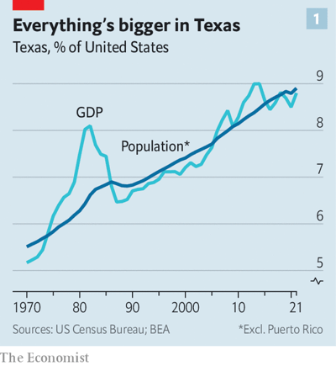 1
Everything's bigger in Texas
Texas, % of United States
9
GDP
8
Population*
7
6
5
1970 80 90 2000 10 21
Sources: US Census Bureau; BEA *Excl. Puerto Rico
The Economist